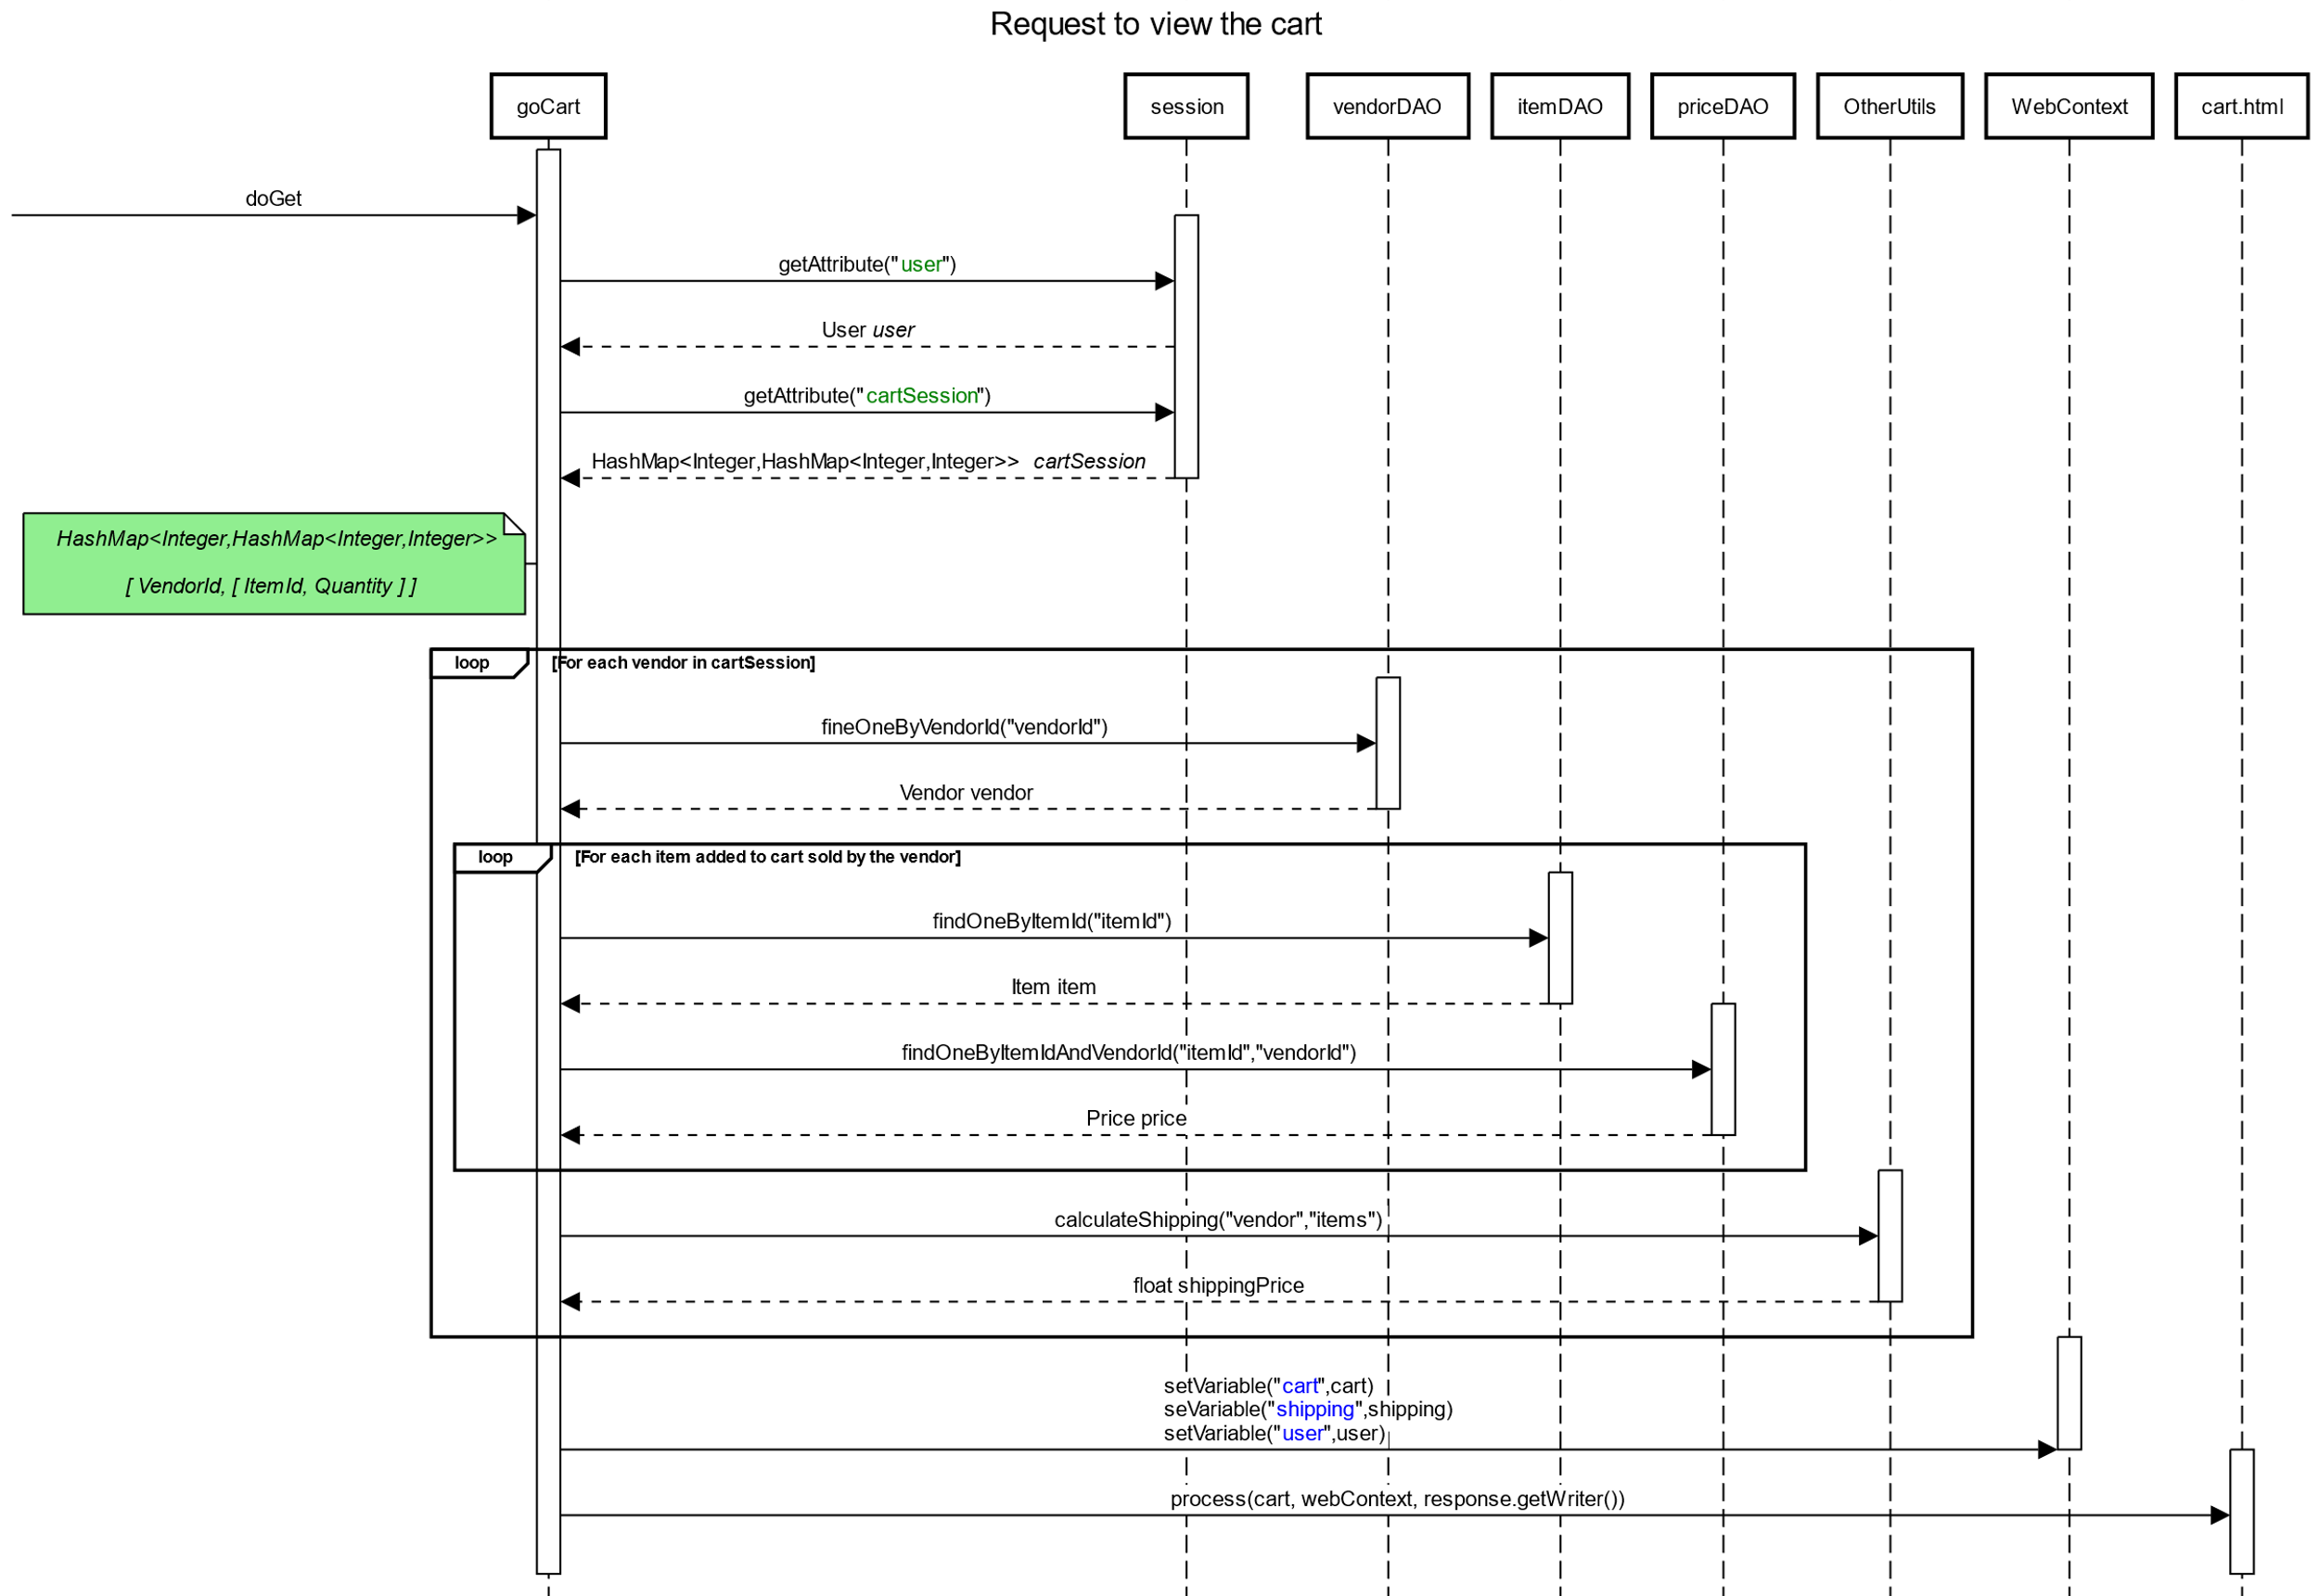 Request to view the cart
goCart
session
vendorDAO
itemDAO
priceDAO
OtherUtils
WebContext
cart.html
doGet
getAttribute("user")
User user
getAttribute("cartSession")
HashMap<Integer,HashMap<Integer,Integer>> cartSession
HashMap<Integer,HashMap<Integer,Integer>>
[ VendorId, [ ItemId, Quantity ] ]
loop [For each vendor in cartSession]
fineOneByVendorId("vendorId")
Vendor vendor
loop [For each item added to cart sold by the vendor]
findOneByItemId("itemId")
Item item
findOneByItemIdAndVendorId("itemId","vendorId")
Price price
calculateShipping("vendor","items")
float shippingPrice
setVariable("cart",cart)
seVariable("shipping",shipping)
setVariable("user",user)
process(cart, webContext, response.getWriter())